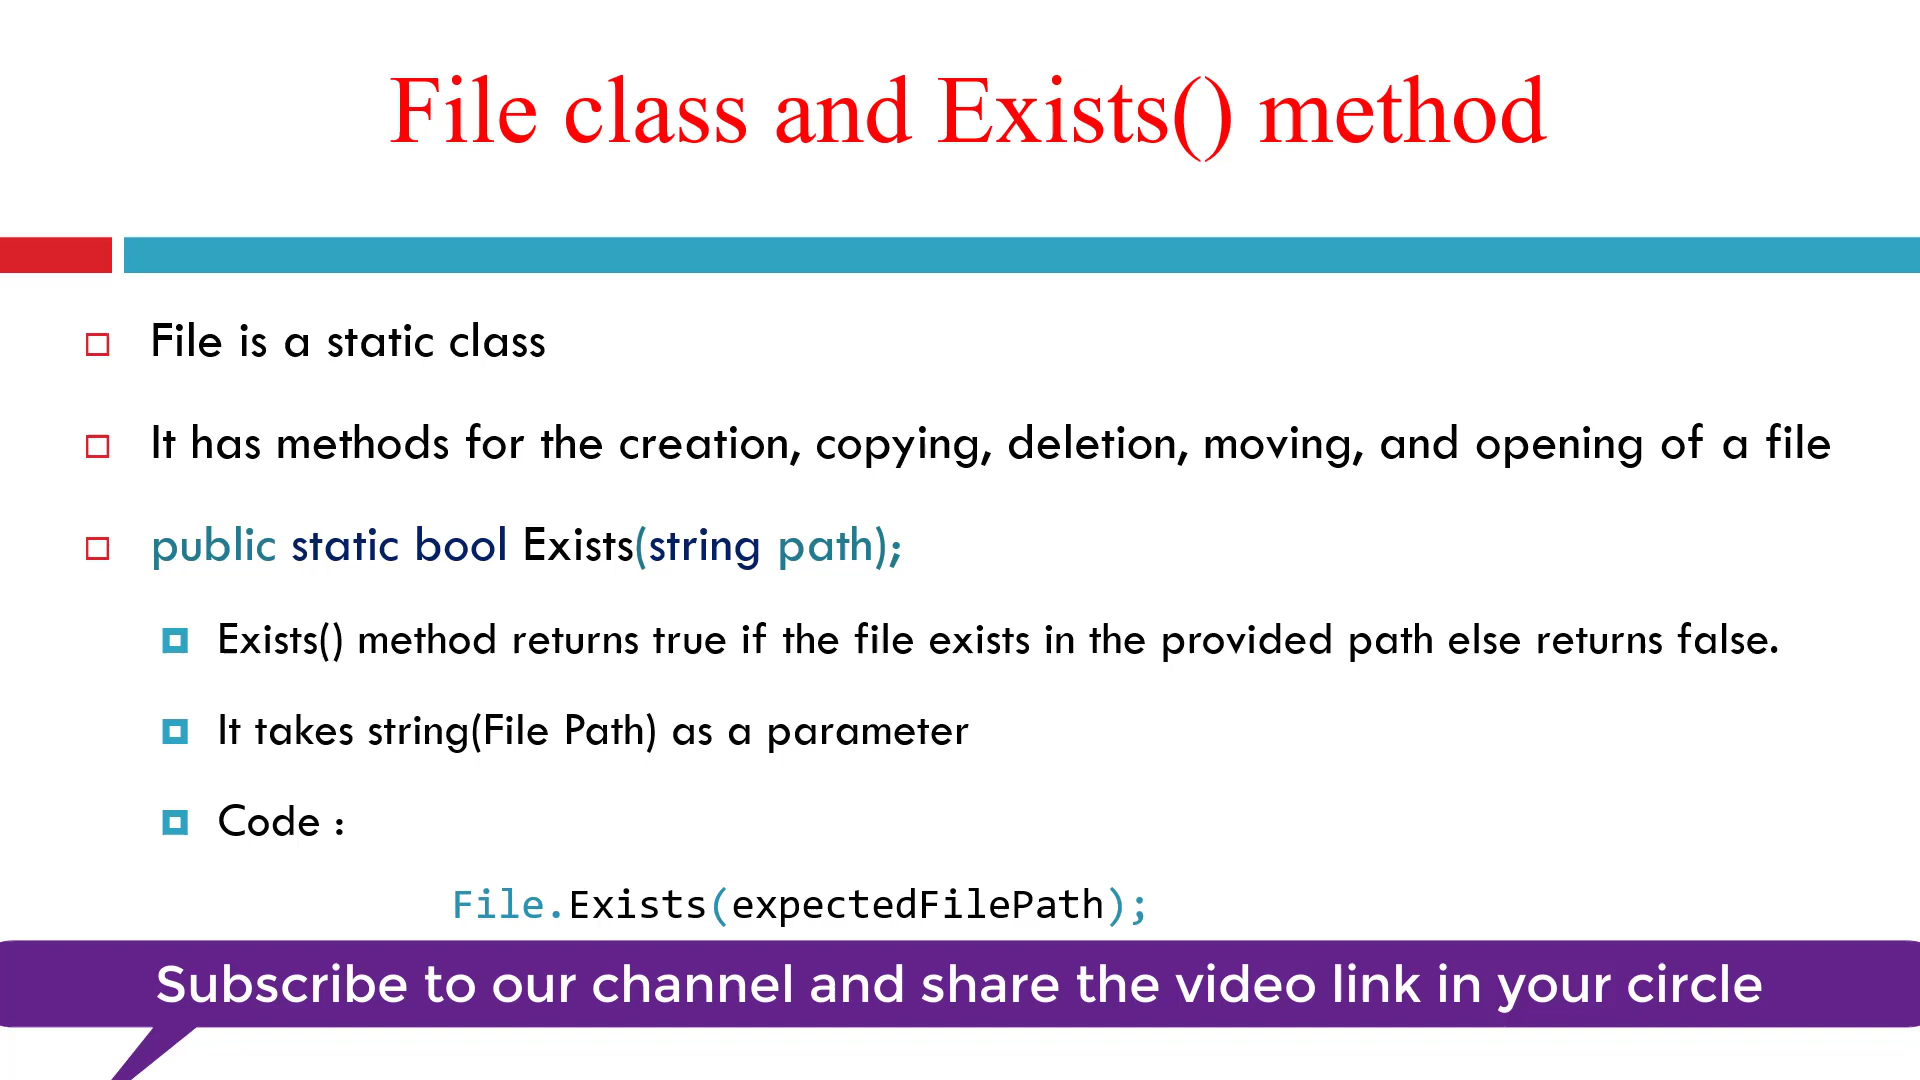 File class and Exists() method
File is a static class
It has methods for the creation, copying, deletion, moving, and opening of a file
public static bool Exists(string path);
Exists() method returns true if the file exists in the provided path else returns false.
It takes string(File Path) as a parameter
Code :
File.Exists(expectedFilePath);
Subscribe to our channel and share the video link in your circle